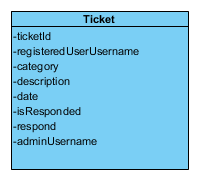 Ticket
-ticketId
-registeredUserUsername
-category
-description
-date
-isResponded
-respond
-adminUsername